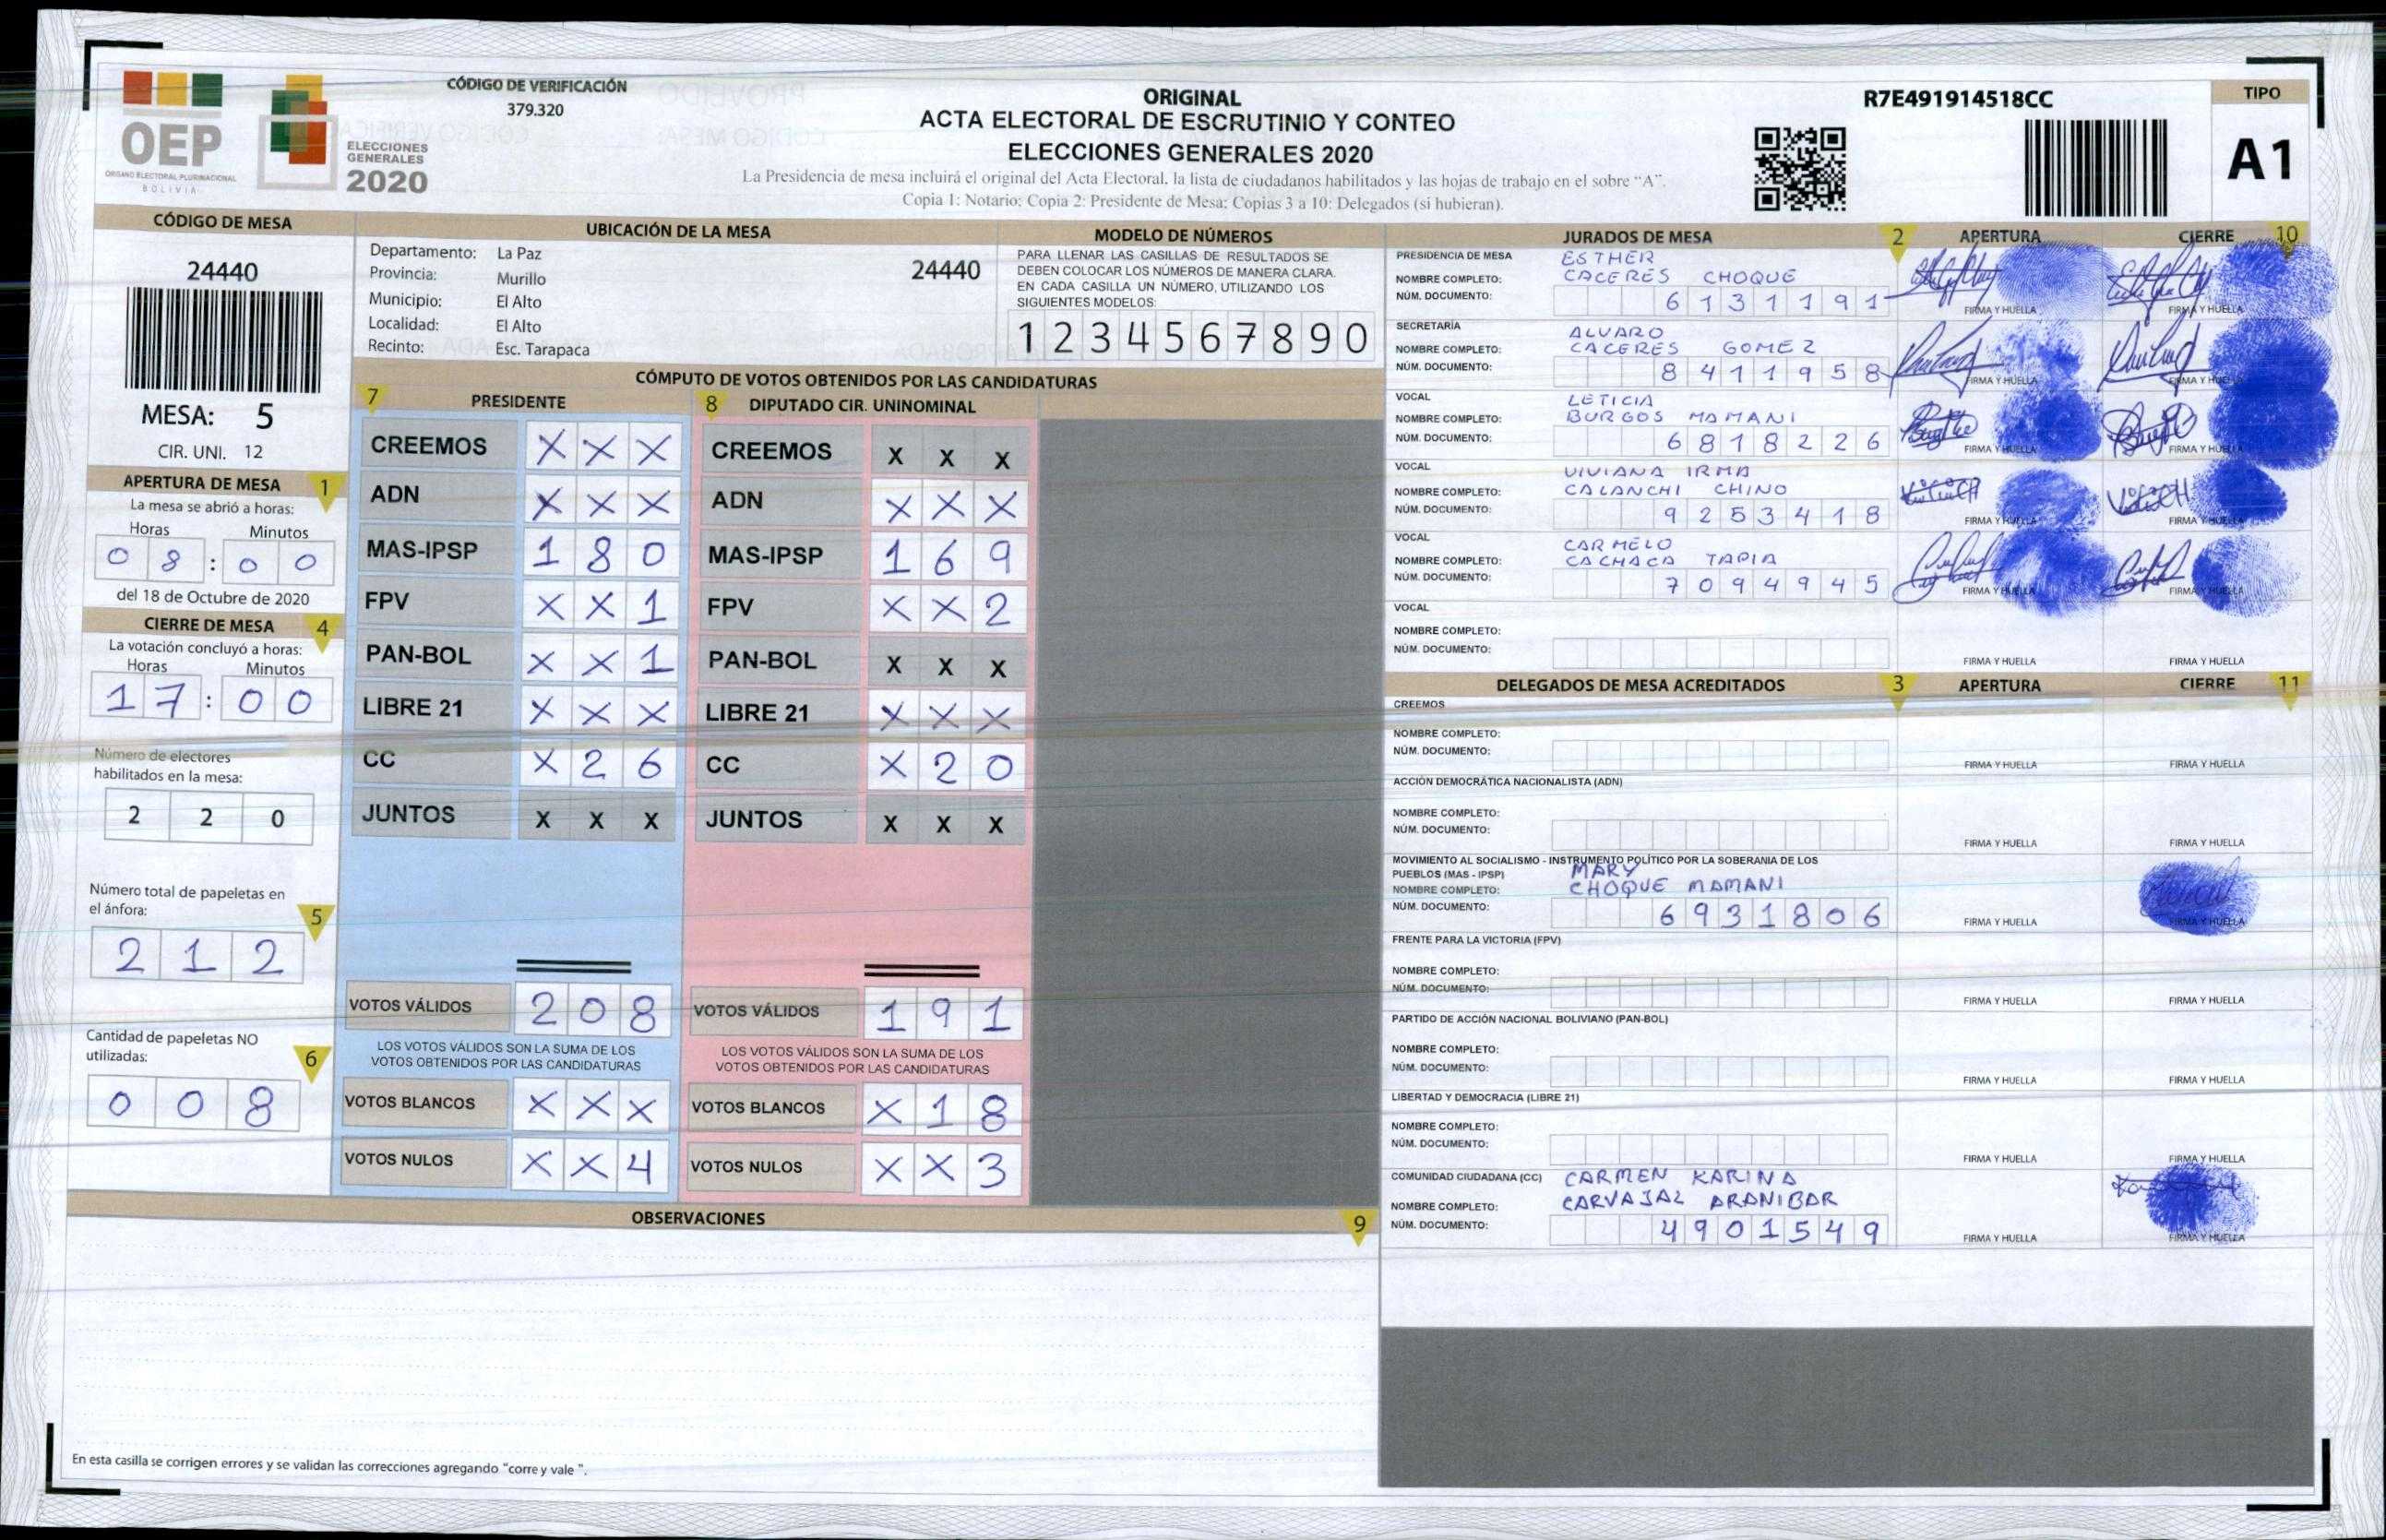 OEP
ÓRGANO ELECTORAL PLURINACIONAL
BOLIVIA
ELECCIONES
GENERALES
2020
CÓDIGO DE VERIFICACIÓN
379.320
ORIGINAL
ACTA ELECTORAL DE ESCRUTINIO Y CONTEO
ELECCIONES GENERALES 2020
La Presidencia de mesa incluirá el original del Acta Electoral, la lista de ciudadanos habilitados y las hojas de trabajo en el sobre “A”.
Copia 1: Notario; Copia 2: Presidente de Mesa; Copias 3 a 10: Delegados (si hubieran).
R7E491914518CC
TIPO
A1
CÓDIGO DE MESA
24440
MESA: 5
CIR. UNI. 12
APERTURA DE MESA 1
La mesa se abrió a horas:
Horas Minutos
0 8 : 0 0
del 18 de Octubre de 2020
CIERRE DE MESA 4
La votación concluyó a horas:
Horas Minutos
1 7 : 0 0
Número de electores
habilitados en la mesa:
2 2 0
Número total de papeletas en
el ánfora: 5
2 1 2
Cantidad de papeletas NO
utilizadas: 6
0 0 8
UBICACIÓN DE LA MESA
Departamento: La Paz
Provincia: Murillo 24440
Municipio: El Alto
Localidad: El Alto
Recinto: Esc. Tarapaca
MODELO DE NÚMEROS
PARA LLENAR LAS CASILLAS DE RESULTADOS SE
DEBEN COLOCAR LOS NÚMEROS DE MANERA CLARA.
EN CADA CASILLA UN NÚMERO, UTILIZANDO LOS
SIGUIENTES MODELOS:
1 2 3 4 5 6 7 8 9 0
CÓMPUTO DE VOTOS OBTENIDOS POR LAS CANDIDATURAS
7 PRESIDENTE
CREEMOS X X X
ADN X X X
MAS-IPSP 1 8 0
FPV X X 1
PAN-BOL X X 1
LIBRE 21 X X X
CC X 2 6
JUNTOS X X X
VOTOS VÁLIDOS 2 0 8
LOS VOTOS VÁLIDOS SON LA SUMA DE LOS
VOTOS OBTENIDOS POR LAS CANDIDATURAS
VOTOS BLANCOS X X X
VOTOS NULOS X X 4
8 DIPUTADO CIR. UNINOMINAL
CREEMOS X X X
ADN X X X
MAS-IPSP 1 6 9
FPV X X 2
PAN-BOL X X X
LIBRE 21 X X X
CC X 2 0
JUNTOS X X X
VOTOS VÁLIDOS 1 9 1
LOS VOTOS VÁLIDOS SON LA SUMA DE LOS
VOTOS OBTENIDOS POR LAS CANDIDATURAS
VOTOS BLANCOS X 1 8
VOTOS NULOS X X 3
OBSERVACIONES 9
En esta casilla se corrigen errores y se validan las correcciones agregando "corre y vale ".
JURADOS DE MESA 2 APERTURA CIERRE 10
PRESIDENCIA DE MESA ESTHER
NOMBRE COMPLETO: CACERES CHOQUE
NÚM. DOCUMENTO: 6 1 3 1 1 9 1
FIRMA Y HUELLA FIRMA Y HUELLA
SECRETARÍA ALVARO
NOMBRE COMPLETO: CACERES GOMEZ
NÚM. DOCUMENTO: 8 4 1 1 9 5 8
FIRMA Y HUELLA FIRMA Y HUELLA
VOCAL LETICIA
NOMBRE COMPLETO: BURGOS MAMANI
NÚM. DOCUMENTO: 6 8 1 8 2 2 6
FIRMA Y HUELLA FIRMA Y HUELLA
VOCAL VIVIANA IRMA
NOMBRE COMPLETO: CALANCHI CHINO
NÚM. DOCUMENTO: 9 2 5 3 4 1 8
FIRMA Y HUELLA FIRMA Y HUELLA
VOCAL CARMELO
NOMBRE COMPLETO: CACHACA TAPIA
NÚM. DOCUMENTO: 7 0 9 4 9 4 5
FIRMA Y HUELLA FIRMA Y HUELLA
VOCAL
NOMBRE COMPLETO:
NÚM. DOCUMENTO:
FIRMA Y HUELLA FIRMA Y HUELLA
DELEGADOS DE MESA ACREDITADOS 3 APERTURA CIERRE 11
CREEMOS
NOMBRE COMPLETO:
NÚM. DOCUMENTO:
FIRMA Y HUELLA FIRMA Y HUELLA
ACCIÓN DEMOCRÁTICA NACIONALISTA (ADN)
NOMBRE COMPLETO:
NÚM. DOCUMENTO:
FIRMA Y HUELLA FIRMA Y HUELLA
MOVIMIENTO AL SOCIALISMO - INSTRUMENTO POLÍTICO POR LA SOBERANIA DE LOS
PUEBLOS (MAS - IPSP) MARY
NOMBRE COMPLETO: CHOQUE MAMANI
NÚM. DOCUMENTO: 6 9 3 1 8 0 6
FIRMA Y HUELLA FIRMA Y HUELLA
FRENTE PARA LA VICTORIA (FPV)
NOMBRE COMPLETO:
NÚM. DOCUMENTO:
FIRMA Y HUELLA FIRMA Y HUELLA
PARTIDO DE ACCIÓN NACIONAL BOLIVIANO (PAN-BOL)
NOMBRE COMPLETO:
NÚM. DOCUMENTO:
FIRMA Y HUELLA FIRMA Y HUELLA
LIBERTAD Y DEMOCRACIA (LIBRE 21)
NOMBRE COMPLETO:
NÚM. DOCUMENTO:
FIRMA Y HUELLA FIRMA Y HUELLA
COMUNIDAD CIUDADANA (CC) CARMEN KARINA
NOMBRE COMPLETO: CARVAJAL ARANIBAR
NÚM. DOCUMENTO: 4 9 0 1 5 4 9
FIRMA Y HUELLA FIRMA Y HUELLA